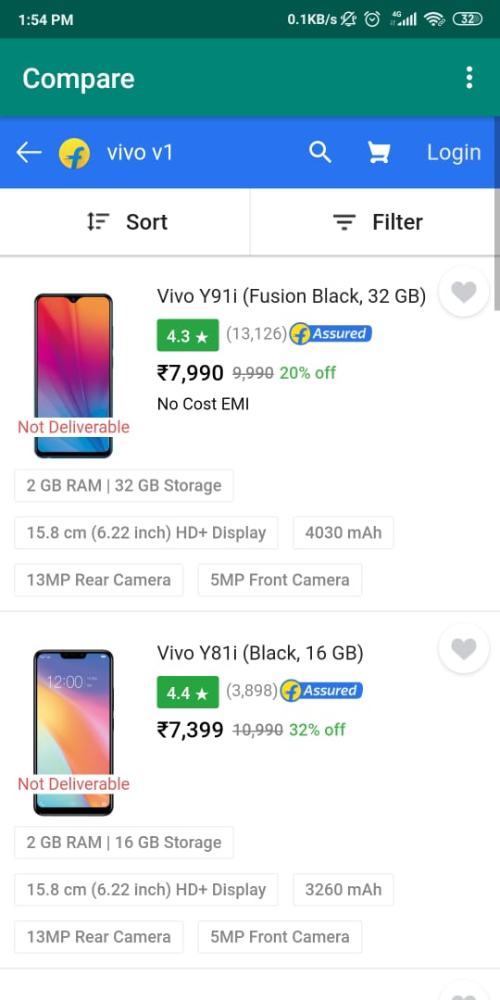 1:54 PM 0.1KB/s 4G 32
Compare
vivo v1 Login
Sort Filter
Vivo Y91i (Fusion Black, 32 GB)
4.3 ★ (13,126) Assured
₹7,990 9,990 20% off
No Cost EMI
Not Deliverable
2 GB RAM | 32 GB Storage
15.8 cm (6.22 inch) HD+ Display 4030 mAh
13MP Rear Camera 5MP Front Camera
Vivo Y81i (Black, 16 GB)
12:00
4.4 ★ (3,898) Assured
₹7,399 10,990 32% off
Not Deliverable
2 GB RAM | 16 GB Storage
15.8 cm (6.22 inch) HD+ Display 3260 mAh
13MP Rear Camera 5MP Front Camera